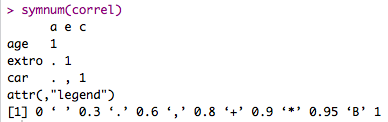 > symnum(correl)
a e c
age 1
extro . 1
car . , 1
attr(,"legend")
[1] 0 ‘ ’ 0.3 ‘.’ 0.6 ‘,’ 0.8 ‘+’ 0.9 ‘*’ 0.95 ‘B’ 1